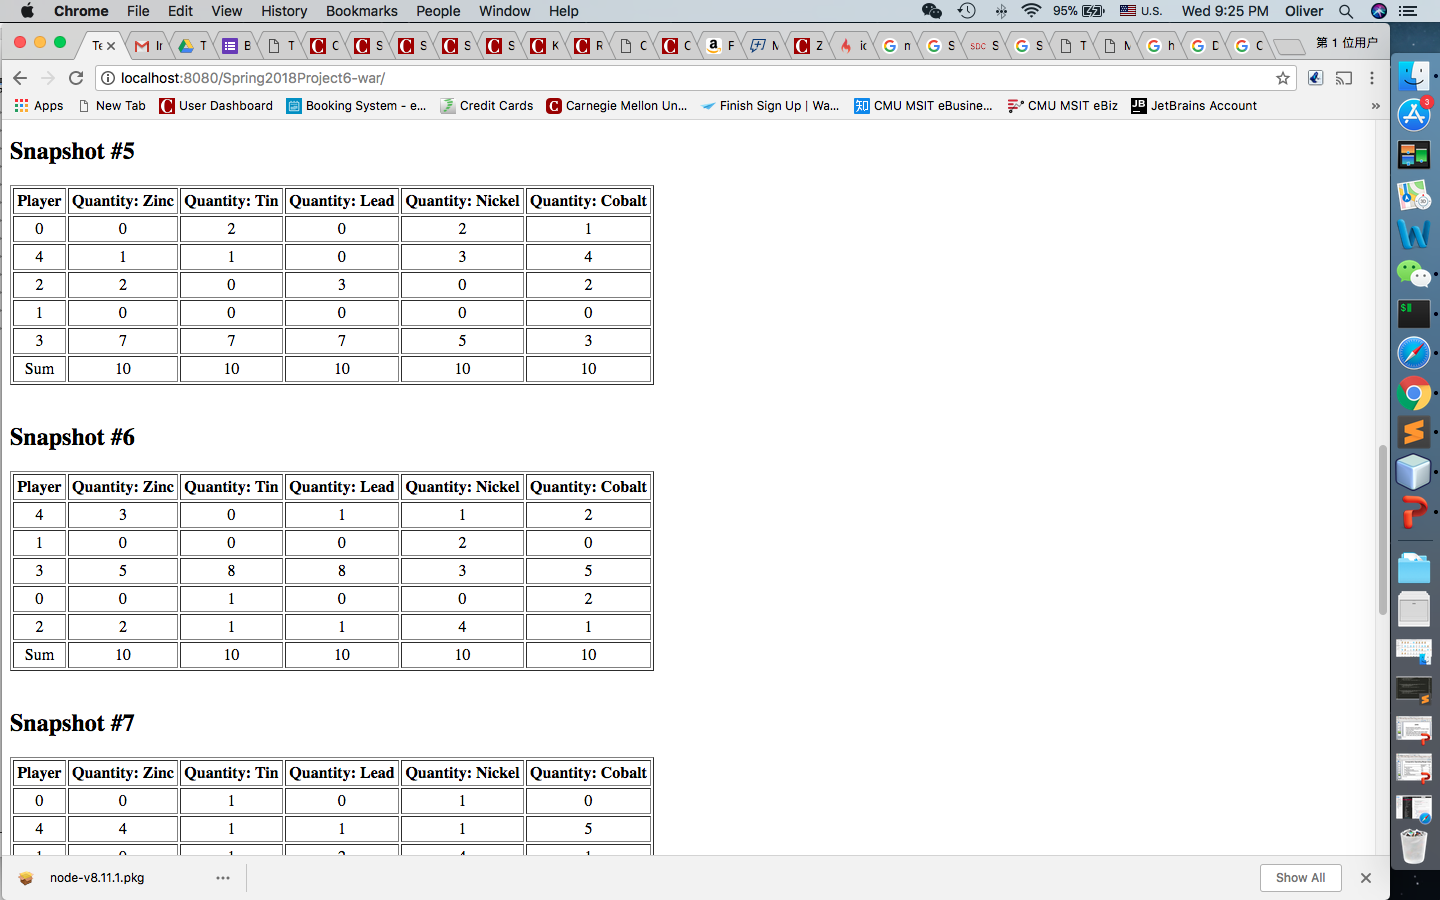 Chrome File Edit View History Bookmarks People Window Help 95% U.S. Wed 9:25 PM Oliver
Te Ir T B T C S S S S K R C C F M Z ic n S SDC S S T M h D C 第 1 位用户
localhost:8080/Spring2018Project6-war/
Apps New Tab User Dashboard Booking System - e... Credit Cards Carnegie Mellon Un... Finish Sign Up | Wa... CMU MSIT eBusine... CMU MSIT eBiz JetBrains Account »
Snapshot #5
Player Quantity: Zinc Quantity: Tin Quantity: Lead Quantity: Nickel Quantity: Cobalt
0 0 2 0 2 1
4 1 1 0 3 4
2 2 0 3 0 2
1 0 0 0 0 0
3 7 7 7 5 3
Sum 10 10 10 10 10
Snapshot #6
Player Quantity: Zinc Quantity: Tin Quantity: Lead Quantity: Nickel Quantity: Cobalt
4 3 0 1 1 2
1 0 0 0 2 0
3 5 8 8 3 5
0 0 1 0 0 2
2 2 1 1 4 1
Sum 10 10 10 10 10
Snapshot #7
Player Quantity: Zinc Quantity: Tin Quantity: Lead Quantity: Nickel Quantity: Cobalt
0 0 1 0 1 0
4 4 1 1 1 5
node-v8.11.1.pkg Show All
3